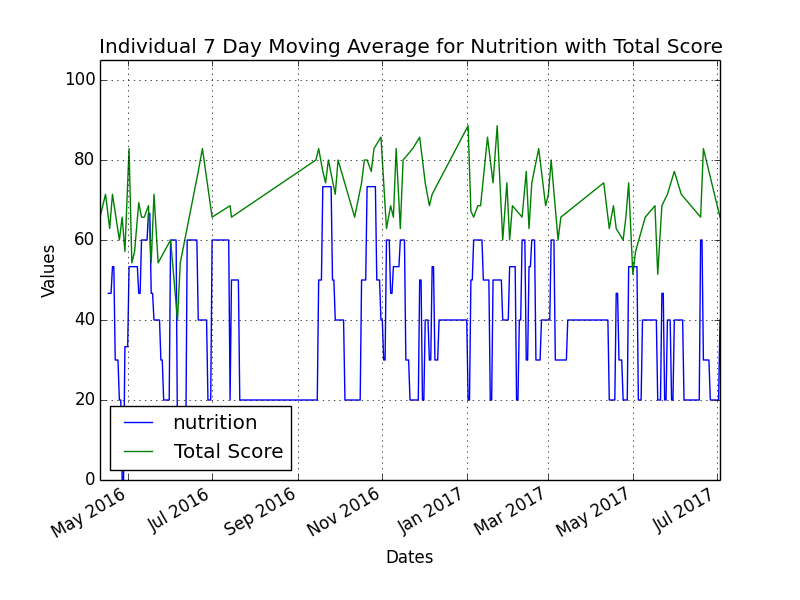 Individual 7 Day Moving Average for Nutrition with Total Score
100
80
60
40
20
0
Values
nutrition
Total Score
May 2016
Jul 2016
Sep 2016
Nov 2016
Jan 2017
Mar 2017
May 2017
Jul 2017
Dates